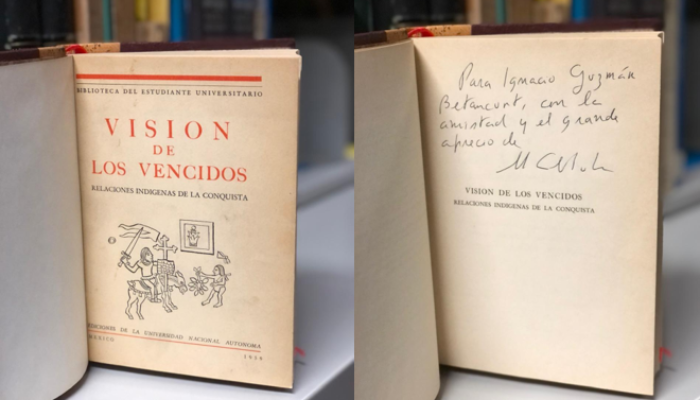 BIBLIOTECA DEL ESTUDIANTE UNIVERSITARIO
VISION
DE
LOS VENCIDOS
RELACIONES INDIGENAS DE LA CONQUISTA
EDICIONES DE LA UNIVERSIDAD NACIONAL AUTONOMA
MEXICO
1959
Para Ignacio Guzmán
Betancourt, con la
amistad y el grande
aprecio de
VISION DE LOS VENCIDOS
RELACIONES INDIGENAS DE LA CONQUISTA